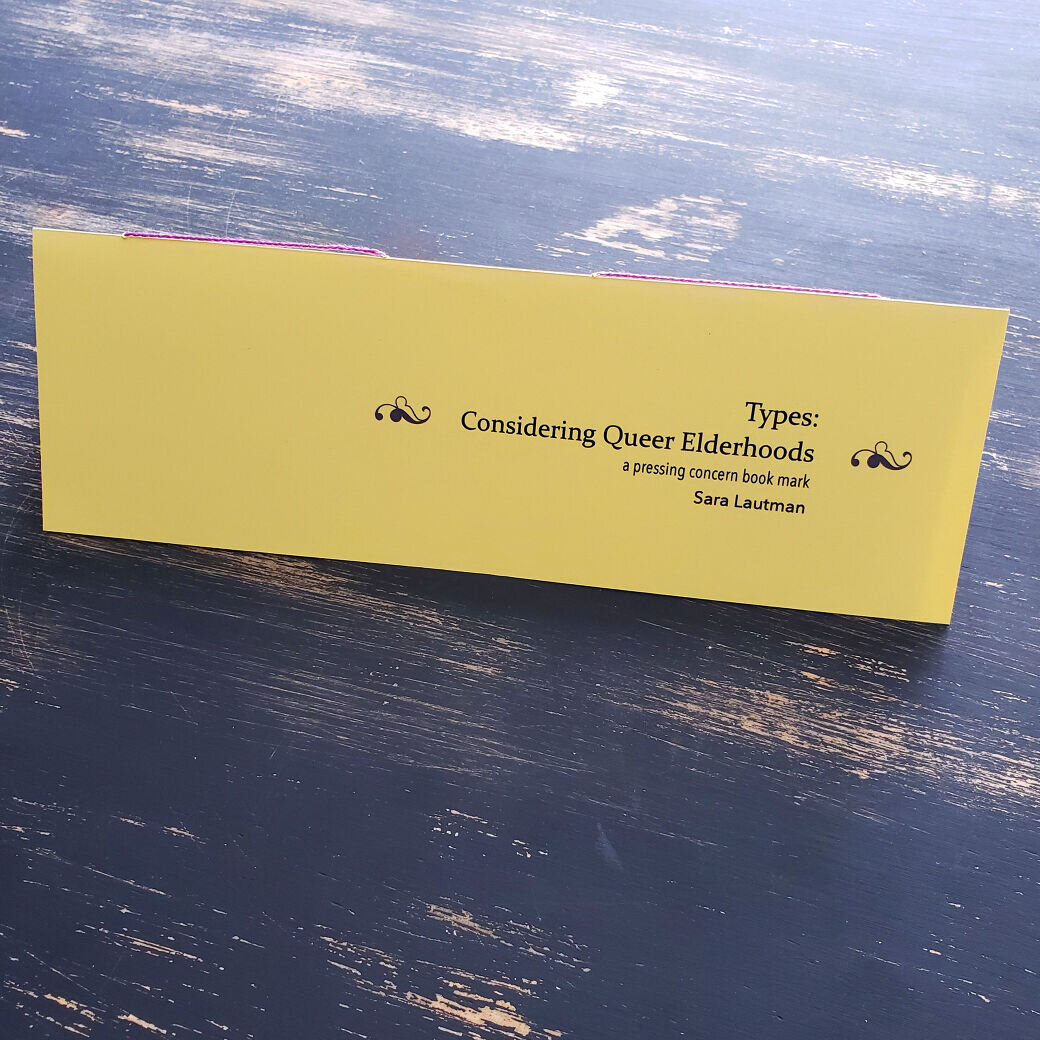 Types:
Considering Queer Elderhoods
a pressing concern book mark
Sara Lautman